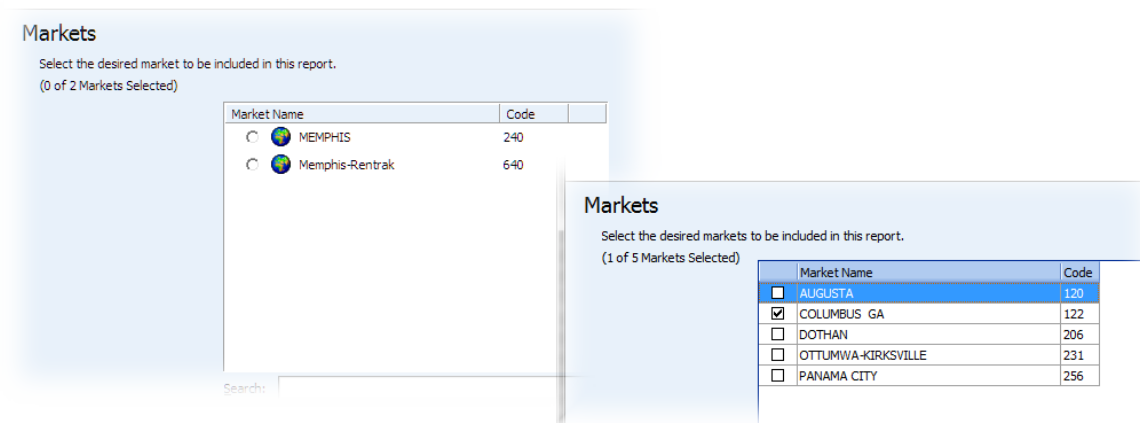 Markets
Select the desired market to be included in this report.
(0 of 2 Markets Selected)
Market Name Code
MEMPHIS 240
Memphis-Rentrak 640
Search:
Markets
Select the desired markets to be included in this report.
(1 of 5 Markets Selected)
Market Name Code
AUGUSTA 120
COLUMBUS GA 122
DOTHAN 206
OTTUMWA-KIRKSVILLE 231
PANAMA CITY 256